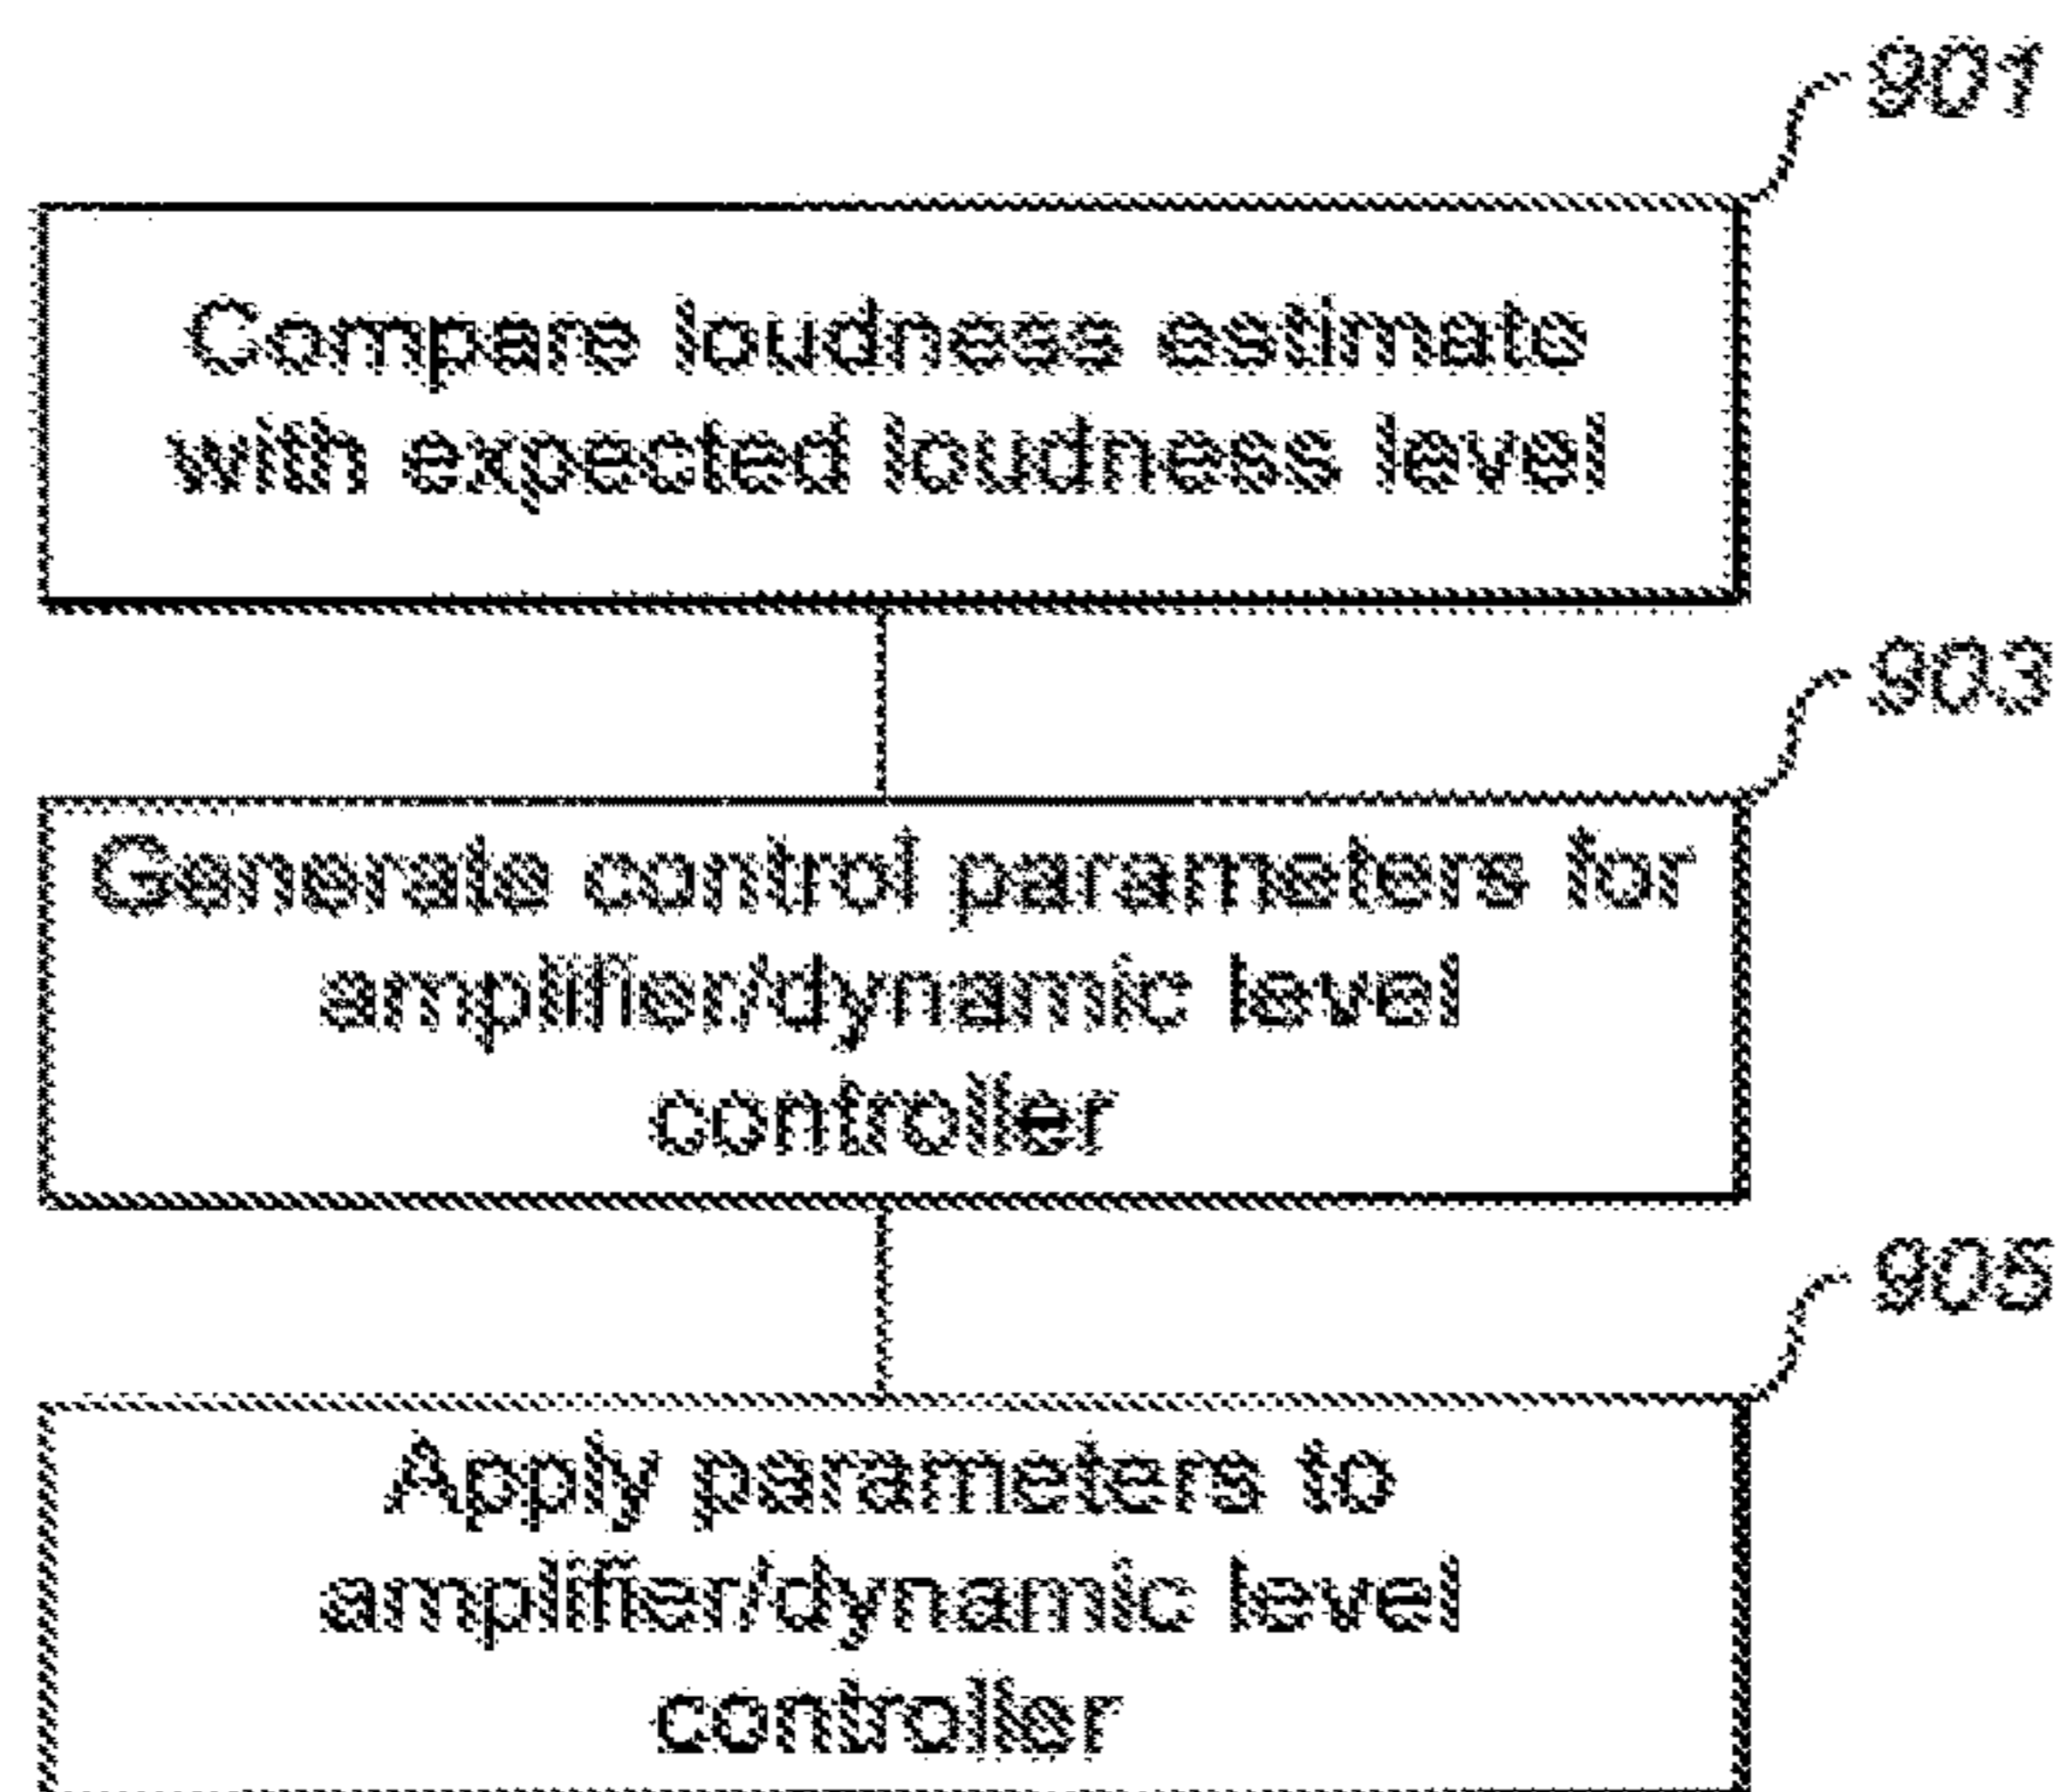 901
Compare loudness estimate
with expected loudness level
903
Generate control parameters for
amplifier/dynamic level
controller
905
Apply parameters to
amplifier/dynamic level
controller